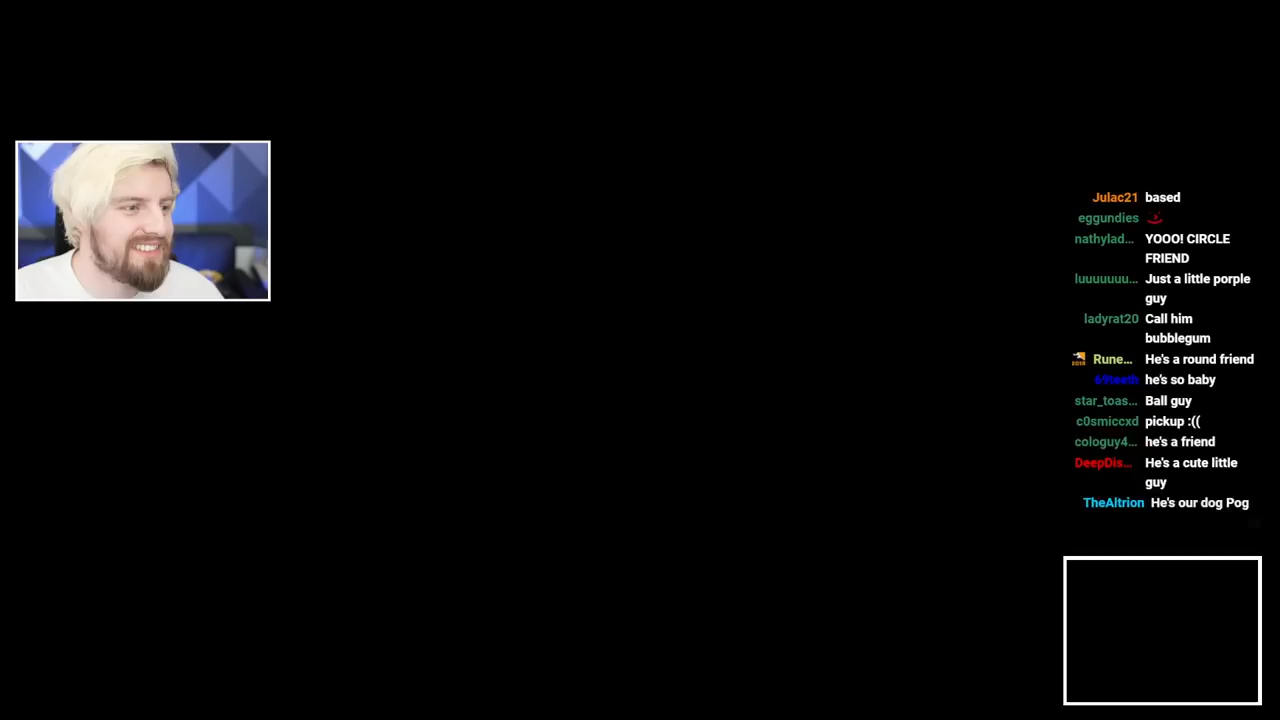 Julac21 based
eggundies
nathylad... YOOO! CIRCLE
FRIEND
luuuuuuu... Just a little porple
guy
ladyrat20 Call him
bubblegum
Rune... He's a round friend
69teeth he's so baby
star_toas... Ball guy
c0smiccxd pickup :((
cologuy4... he's a friend
DeepDis... He's a cute little
guy
TheAltrion He's our dog Pog